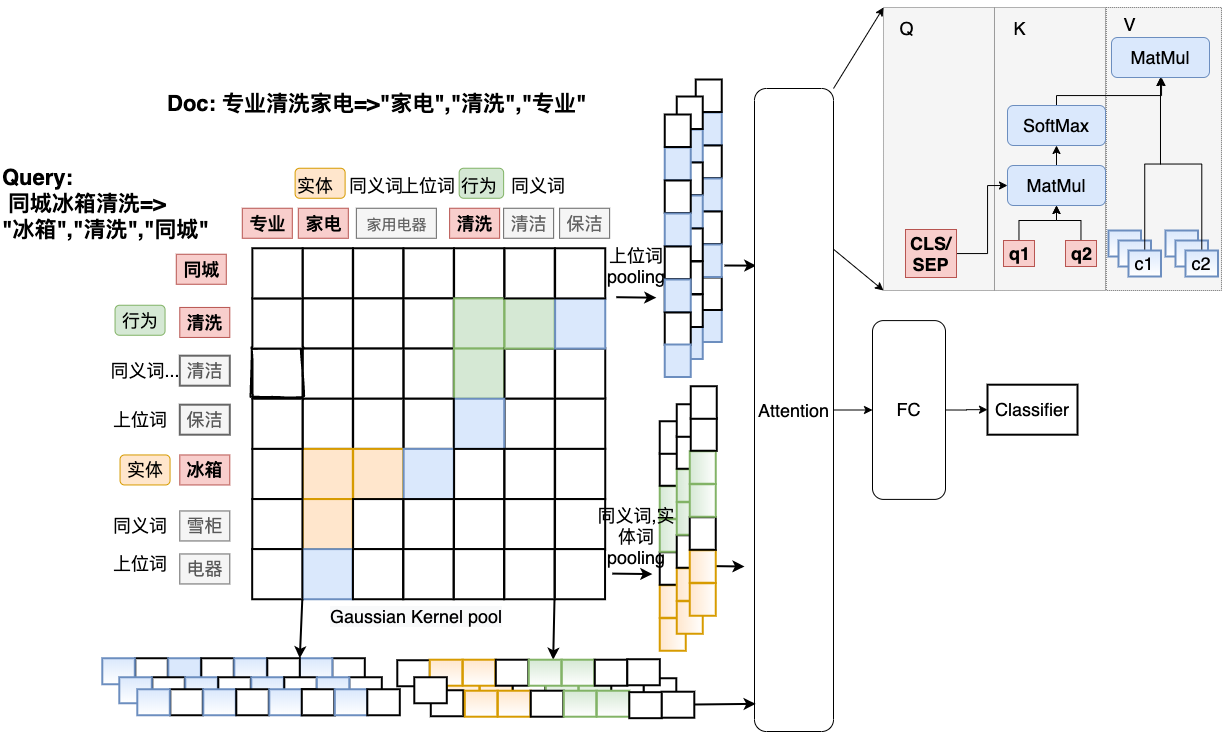 Doc: 专业清洗家电=>"家电","清洗","专业"
Query:
同城冰箱清洗=>
"冰箱","清洗","同城"
实体 同义词上位词 行为 同义词
专业 家电 家用电器 清洗 清洁 保洁
同城
行为 清洗
同义词... 清洁
上位词 保洁
实体 冰箱
同义词 雪柜
上位词 电器
上位词
pooling
同义词,实
体词
pooling
Gaussian Kernel pool
Attention
FC
Classifier
Q
K
V
MatMul
SoftMax
MatMul
CLS/
SEP
q1
q2
c1
c2